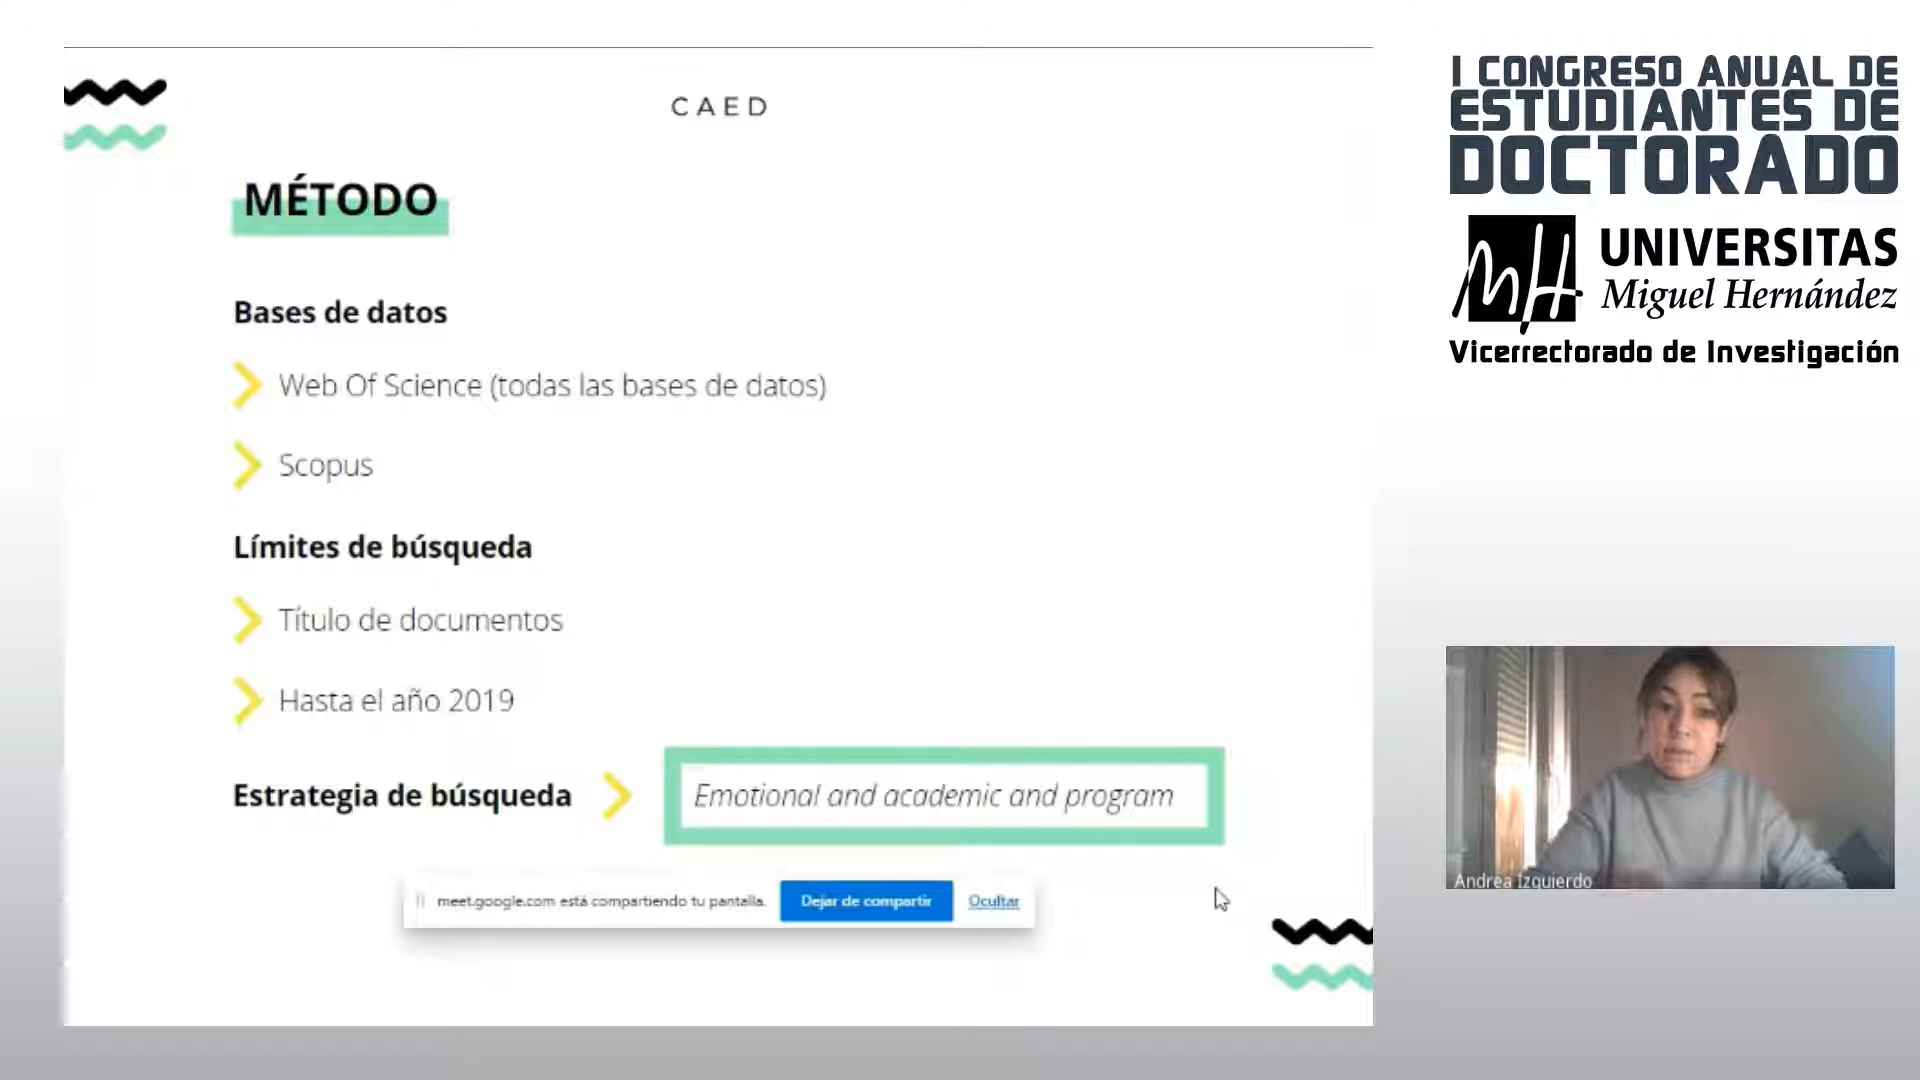 CAED
MÉTODO
Bases de datos
Web Of Science (todas las bases de datos)
Scopus
Límites de búsqueda
Título de documentos
Hasta el año 2019
Estrategia de búsqueda
Emotional and academic and program
meet.google.com está compartiendo tu pantalla.
Dejar de compartir
Ocultar
I CONGRESO ANUAL DE
ESTUDIANTES DE
DOCTORADO
UNIVERSITAS
Miguel Hernández
Vicerrectorado de Investigación
Andrea Izquierdo